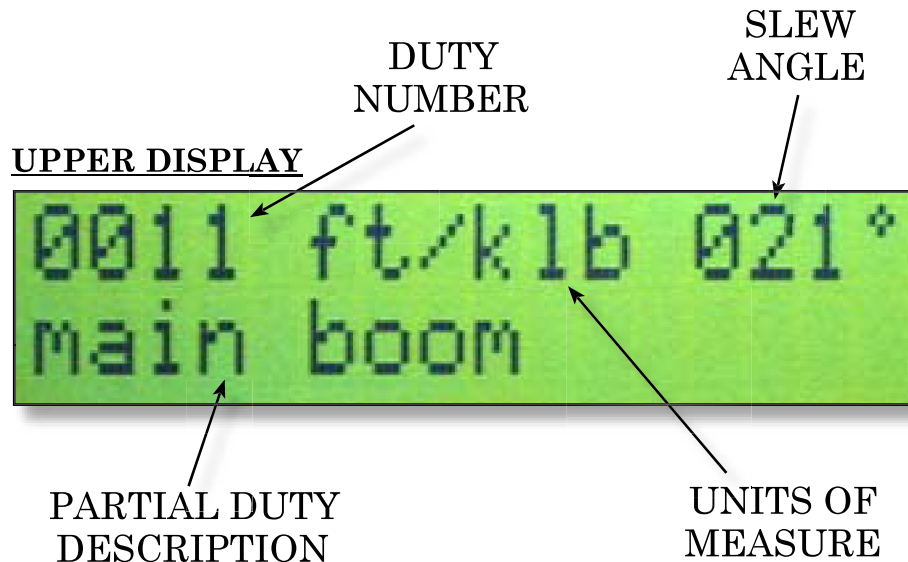 SLEW
ANGLE
DUTY
NUMBER
UPPER DISPLAY
0011 ft/klb 021°
main boom
PARTIAL DUTY
DESCRIPTION
UNITS OF
MEASURE